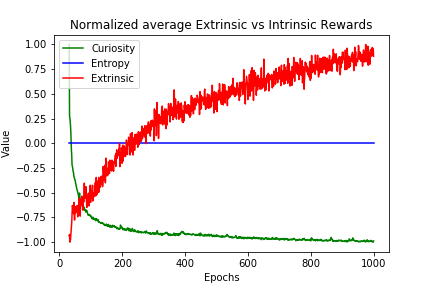 Normalized average Extrinsic vs Intrinsic Rewards
Curiosity
Entropy
Extrinsic
1.00
0.75
0.50
0.25
0.00
−0.25
−0.50
−0.75
−1.00
Value
0
200
400
600
800
1000
Epochs